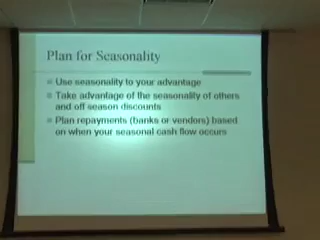 Plan for Seasonality
Use seasonality to your advantage
Take advantage of the seasonality of others
and off season discounts
Plan repayments (banks or vendors) based
on when your seasonal cash flow occurs